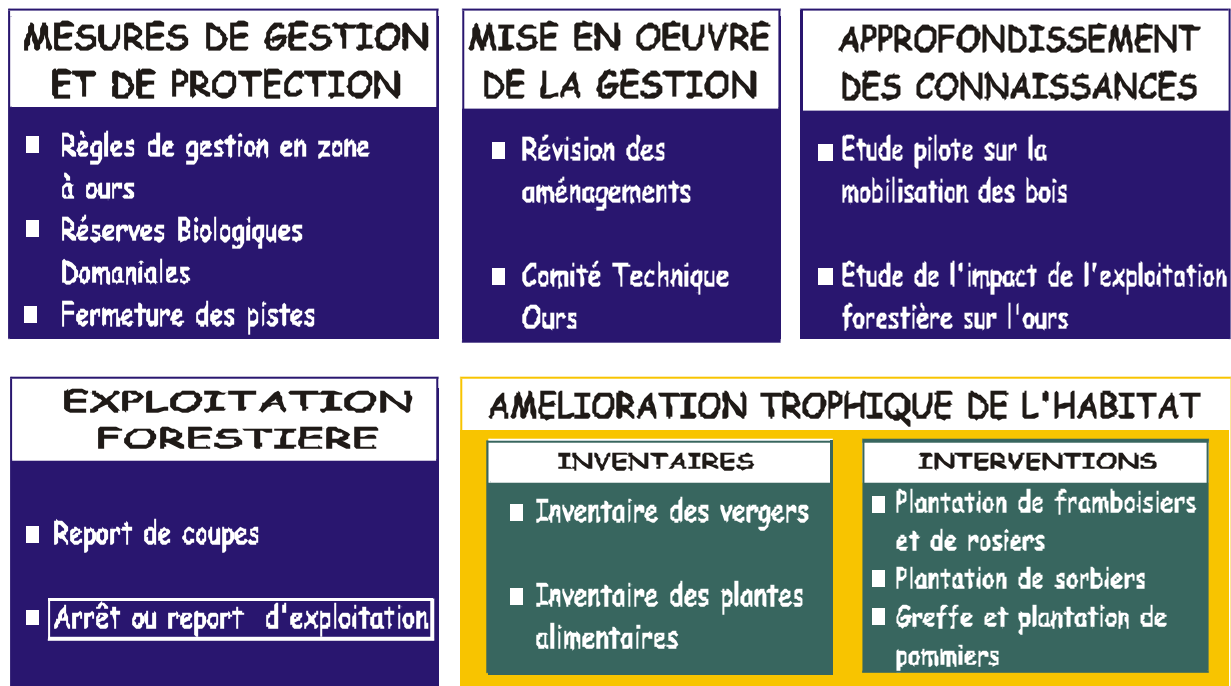 MESURES DE GESTION
ET DE PROTECTION
Règles de gestion en zone
à ours
Réserves Biologiques
Domaniales
Fermeture des pistes
MISE EN OEUVRE
DE LA GESTION
Révision des
aménagements
Comité Technique
Ours
APPROFONDISSEMENT
DES CONNAISSANCES
Etude pilote sur la
mobilisation des bois
Etude de l'impact de l'exploitation
forestière sur l'ours
EXPLOITATION
FORESTIERE
Report de coupes
Arrêt ou report d'exploitation
AMELIORATION TROPHIQUE DE L'HABITAT
INVENTAIRES
Inventaire des vergers
Inventaire des plantes
alimentaires
INTERVENTIONS
Plantation de framboisiers
et de rosiers
Plantation de sorbiers
Greffe et plantation de
pommiers